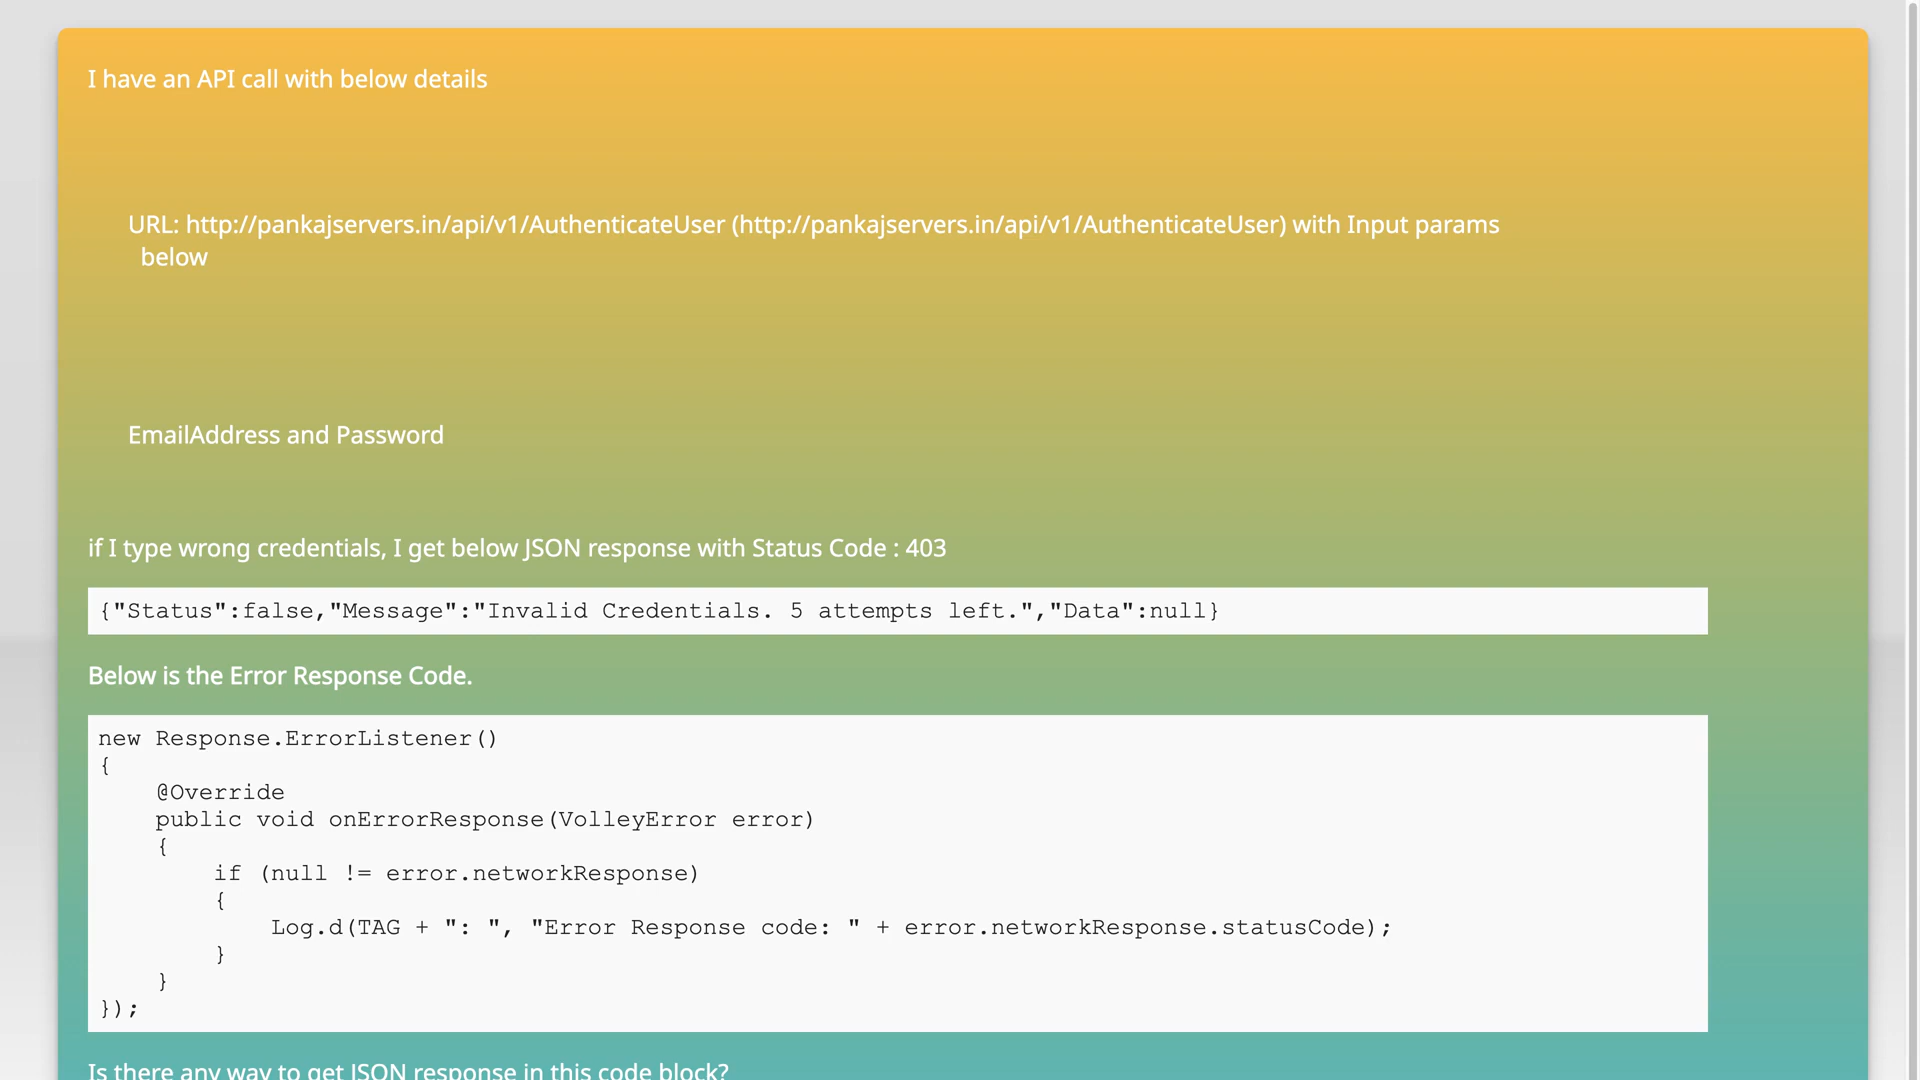 I have an API call with below details
URL: http://pankajservers.in/api/v1/AuthenticateUser (http://pankajservers.in/api/v1/AuthenticateUser) with Input params
below
EmailAddress and Password
if I type wrong credentials, I get below JSON response with Status Code : 403
{"Status":false,"Message":"Invalid Credentials. 5 attempts left.","Data":null}
Below is the Error Response Code.
new Response.ErrorListener()
{
    @Override
    public void onErrorResponse(VolleyError error)
    {
        if (null != error.networkResponse)
        {
            Log.d(TAG + ": ", "Error Response code: " + error.networkResponse.statusCode);
        }
    }
});
Is there any way to get JSON response in this code block?